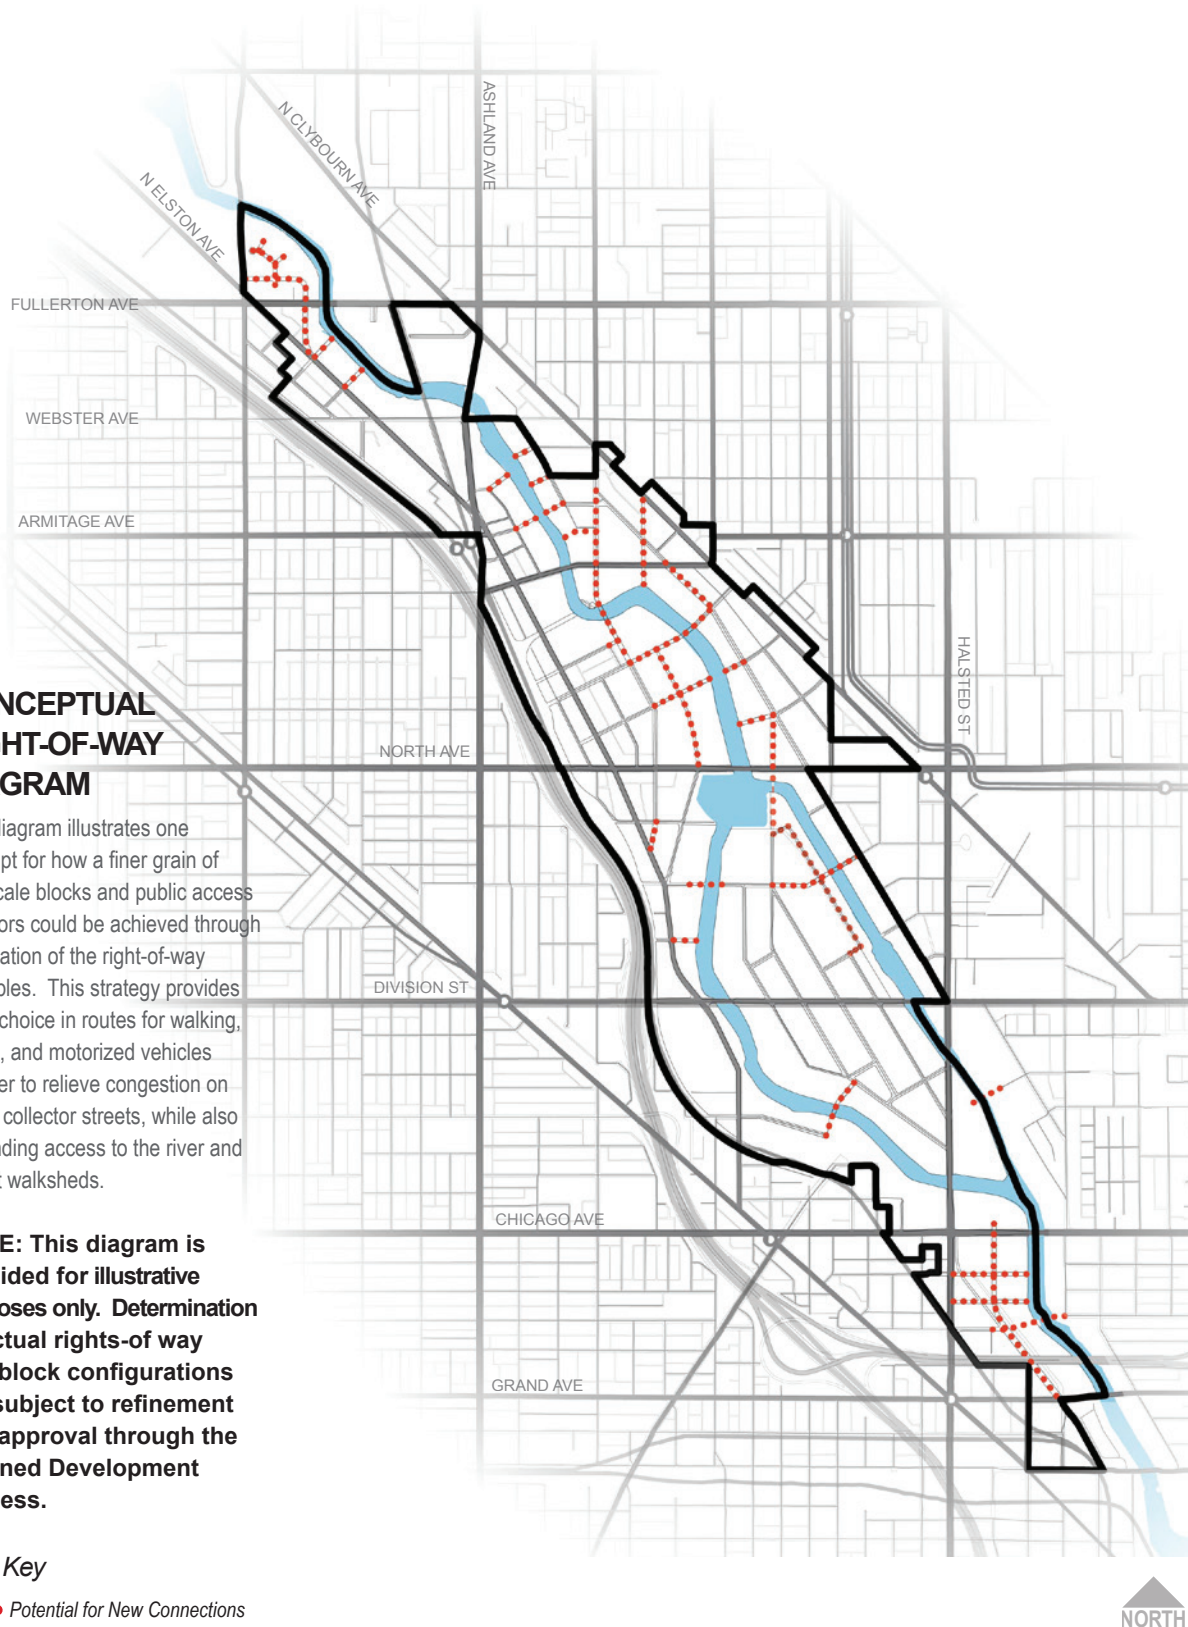 ASHLAND AVE
N CLYBOURN AVE
N ELSTON AVE
FULLERTON AVE
WEBSTER AVE
ARMITAGE AVE
HALSTED ST
NORTH AVE
DIVISION ST
CHICAGO AVE
GRAND AVE
NCEPTUAL
GHT-OF-WAY
GRAM
diagram illustrates one
pt for how a finer grain of
cale blocks and public access
ors could be achieved through
ation of the right-of-way
ples. This strategy provides
choice in routes for walking,
, and motorized vehicles
er to relieve congestion on
collector streets, while also
nding access to the river and
t walksheds.
E: This diagram is
ided for illustrative
oses only. Determination
ctual rights-of way
block configurations
subject to refinement
approval through the
ned Development
ess.
Key
Potential for New Connections
NORTH